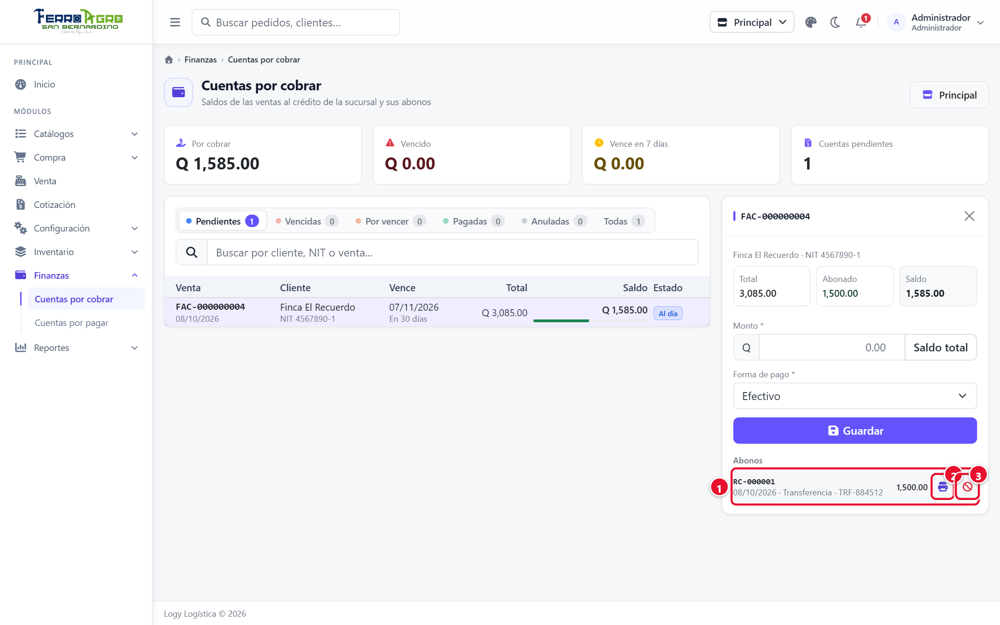 FERRO AGRO
SAN BERNARDINO
Buscar pedidos, clientes...
Principal
1
A
Administrador
Administrador
PRINCIPAL
Inicio
MÓDULOS
Catálogos
Compra
Venta
Cotización
Configuración
Inventario
Finanzas
Cuentas por cobrar
Cuentas por pagar
Reportes
Finanzas › Cuentas por cobrar
Cuentas por cobrar
Saldos de las ventas al crédito de la sucursal y sus abonos
Principal
Por cobrar
Q 1,585.00
Vencido
Q 0.00
Vence en 7 días
Q 0.00
Cuentas pendientes
1
Pendientes 1 Vencidas 0 Por vencer 0 Pagadas 0 Anuladas 0 Todas 1
Buscar por cliente, NIT o venta...
Venta Cliente Vence Total Saldo Estado
FAC-000000004 Finca El Recuerdo 07/11/2026 Q 3,085.00 Q 1,585.00 Al día
08/10/2026 NIT 4567890-1 En 30 días
FAC-000000004
Finca El Recuerdo · NIT 4567890-1
Total Abonado Saldo
3,085.00 1,500.00 1,585.00
Monto *
Q 0.00 Saldo total
Forma de pago *
Efectivo
Guardar
Abonos
1
2
3
RC-000001
08/10/2026 · Transferencia · TRF-884512
1,500.00
Logy Logística © 2026